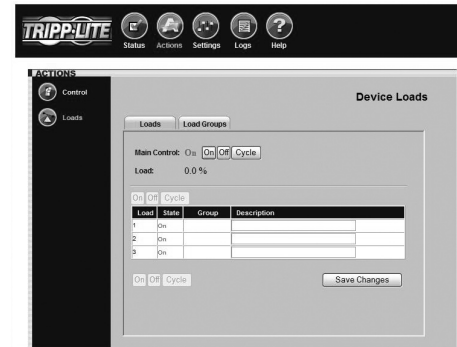 TRIPP·LITE
Status Actions Settings Logs Help
ACTIONS
Control
Loads
Device Loads
Loads Load Groups
Main Control: On On Off Cycle
Load: 0.0 %
On Off Cycle
Load State Group Description
1 On
2 On
3 On
On Off Cycle
Save Changes